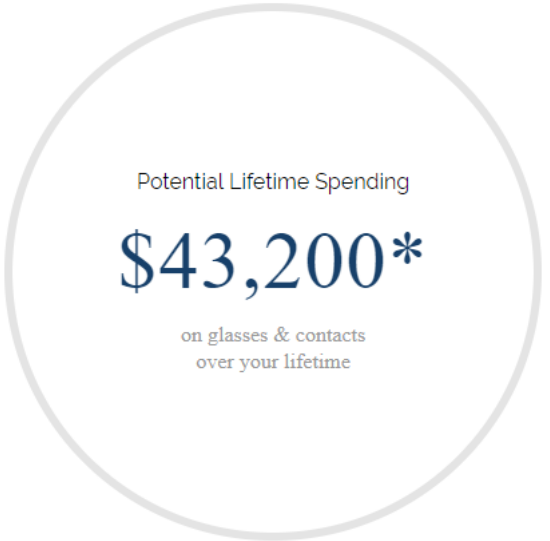 Potential Lifetime Spending
$43,200*
on glasses & contacts
over your lifetime